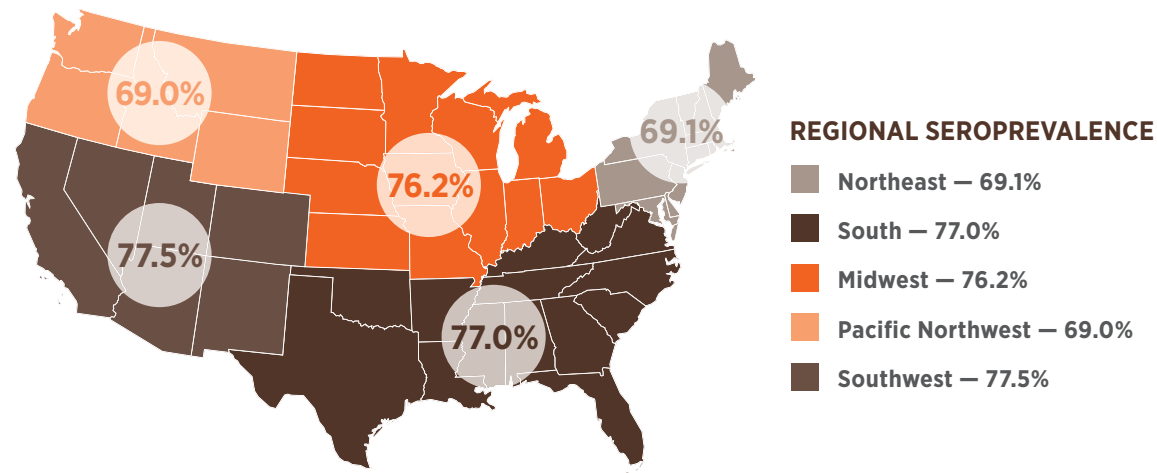 69.0%
69.1%
76.2%
77.5%
77.0%
REGIONAL SEROPREVALENCE
Northeast — 69.1%
South — 77.0%
Midwest — 76.2%
Pacific Northwest — 69.0%
Southwest — 77.5%